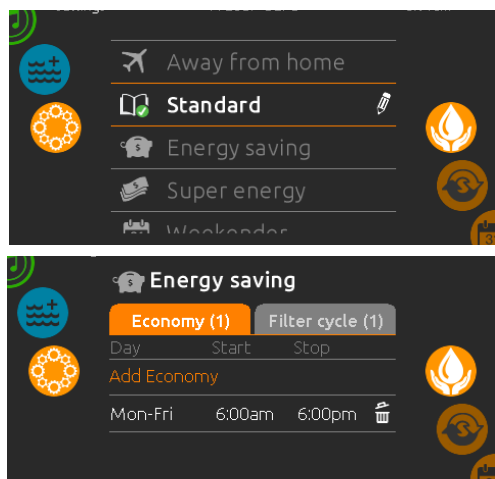 Away from home
Standard
Energy saving
Super energy
Weekender
Energy saving
Economy (1) Filter cycle (1)
Day Start Stop
Add Economy
Mon-Fri 6:00am 6:00pm